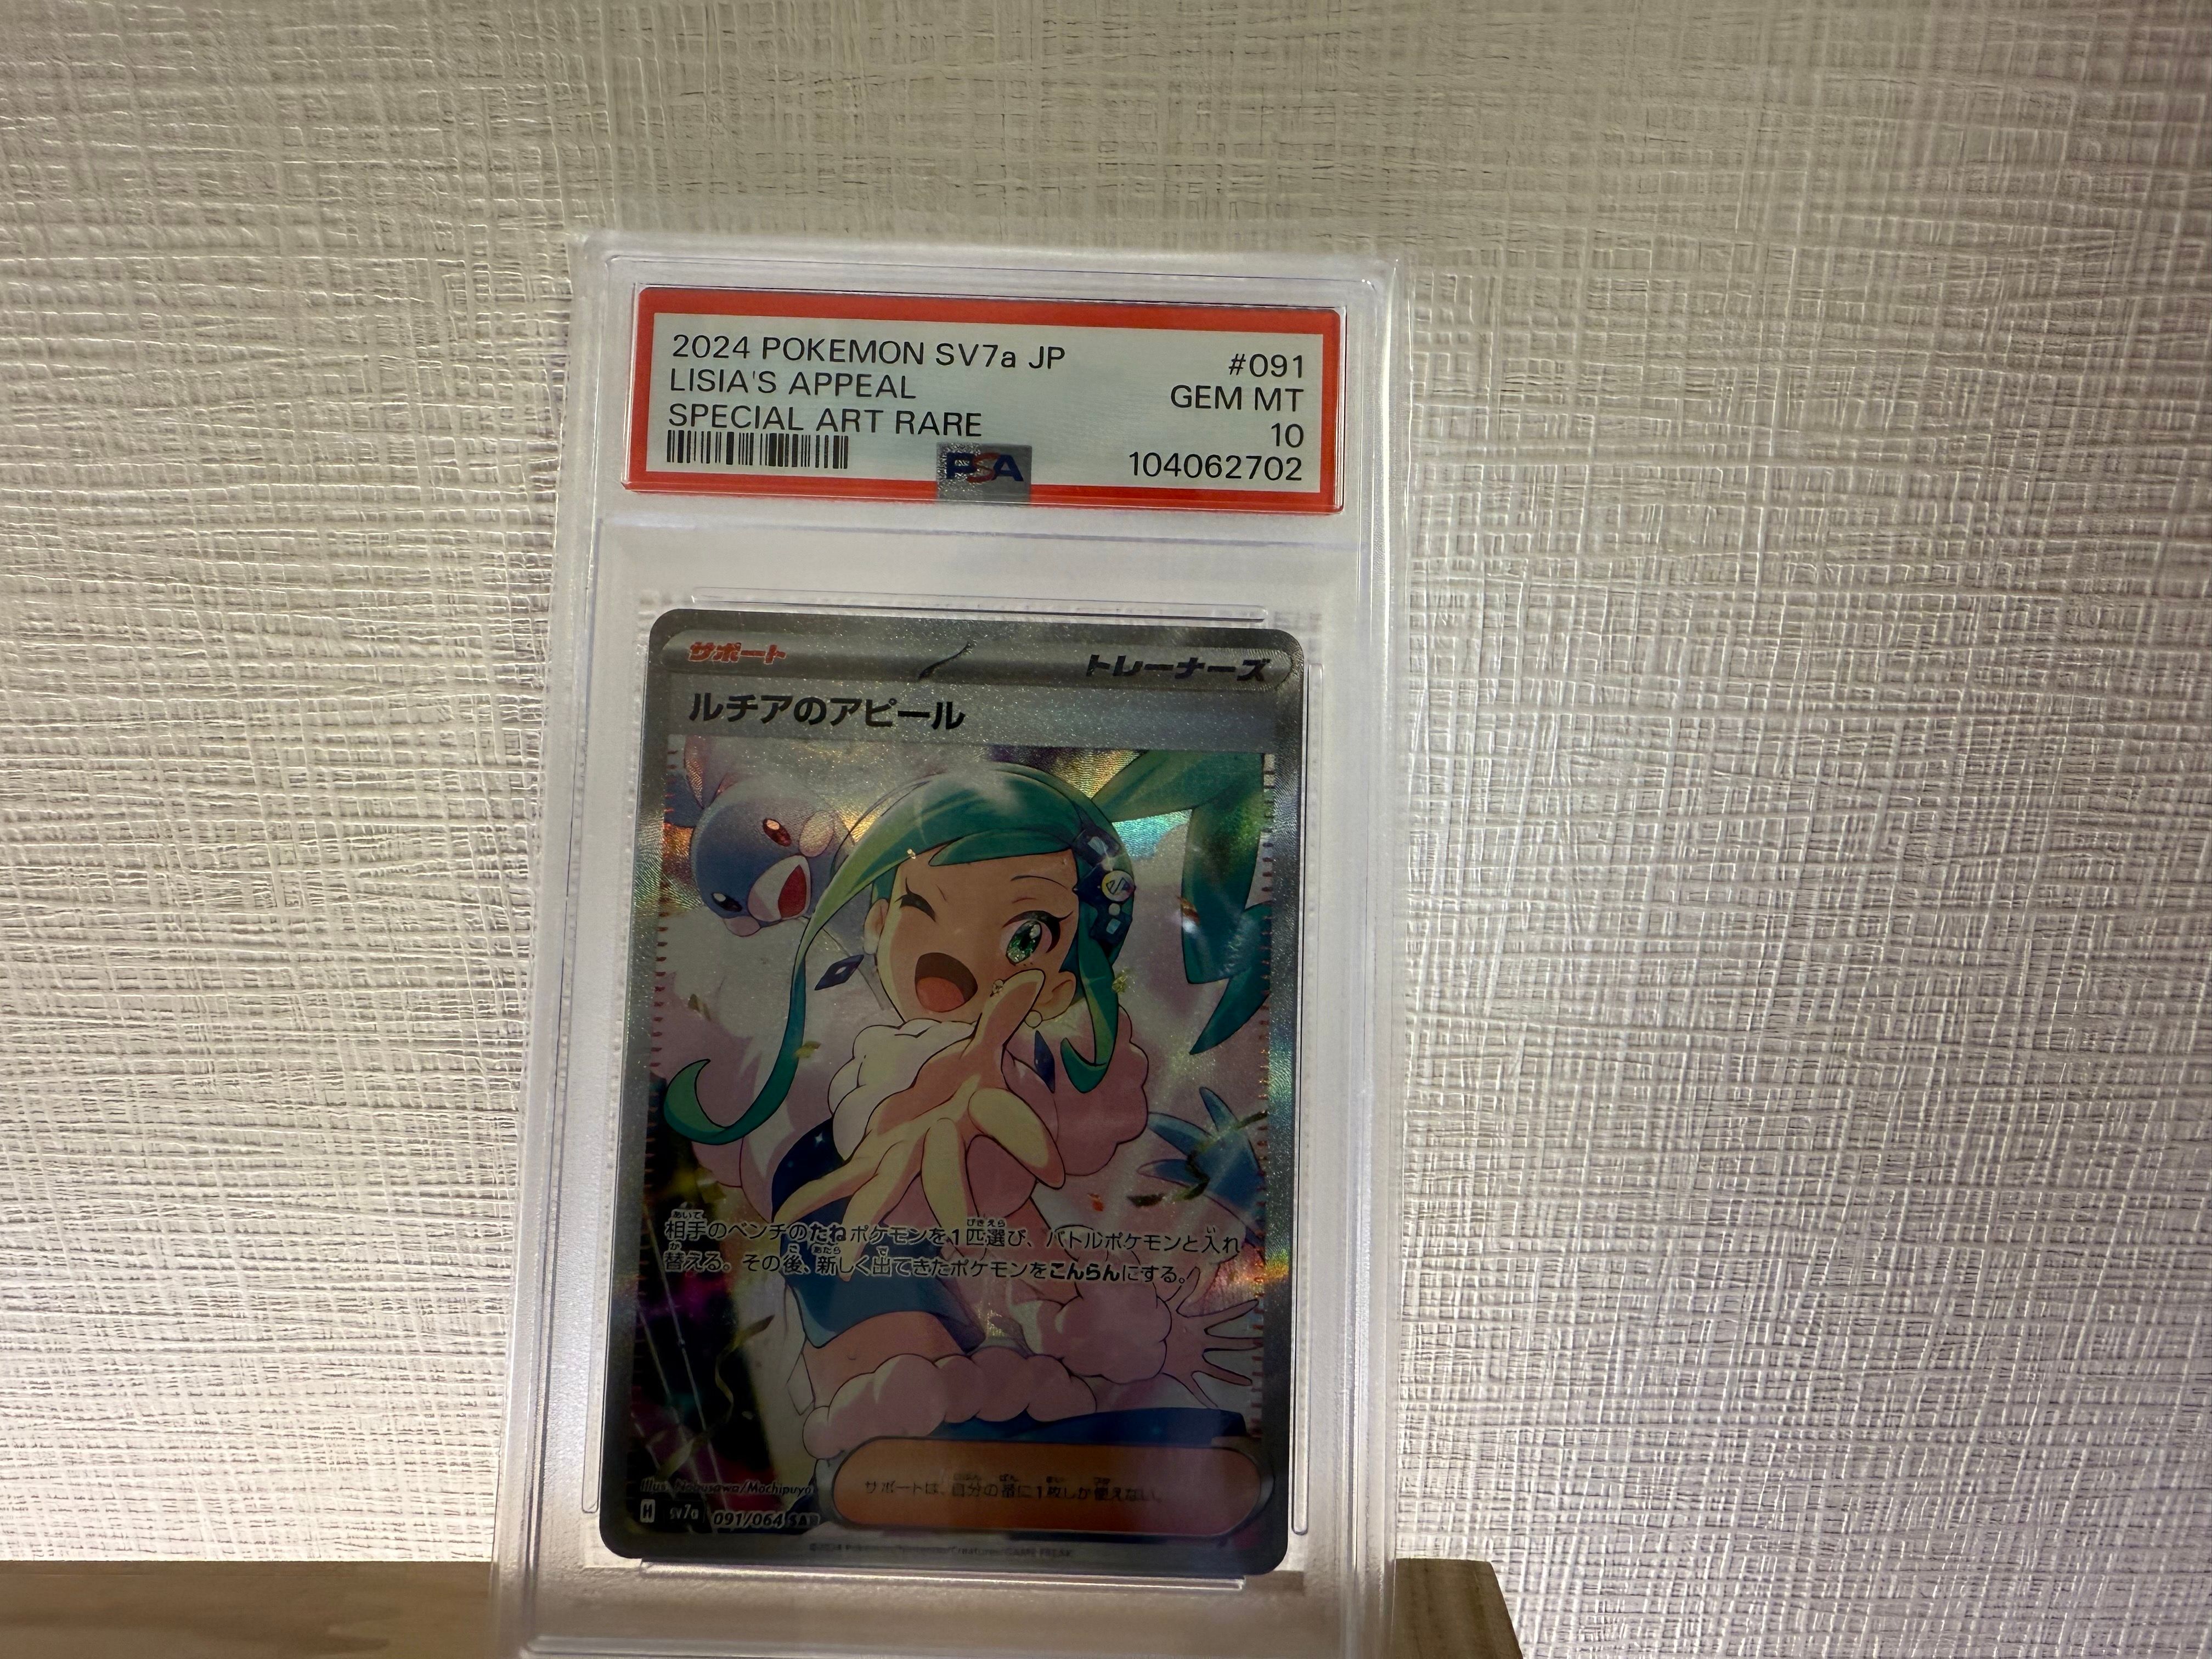 2024 POKEMON SV7a JP #091
LISIA'S APPEAL GEM MT
SPECIAL ART RARE 10
PSA 104062702
サポート トレーナーズ
ルチアのアピール
相手のベンチのたねポケモンを1匹選び、バトルポケモンと入れ
替える。その後、新しく出てきたポケモンをこんらんにする。
サポートは、自分の番に1枚しか使えない。
Illus. Nagusawa/Mochipuyo
H sv7a 091/064 SAR